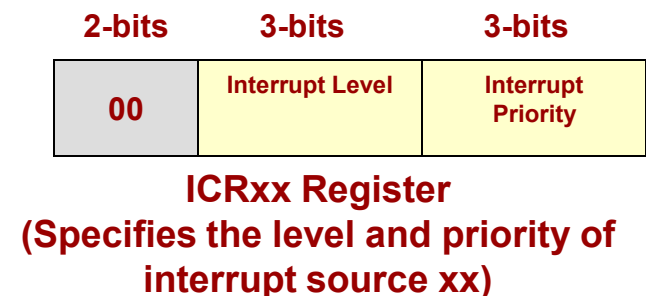 2-bits 3-bits 3-bits
00
Interrupt Level
Interrupt
Priority
ICRxx Register
(Specifies the level and priority of
interrupt source xx)